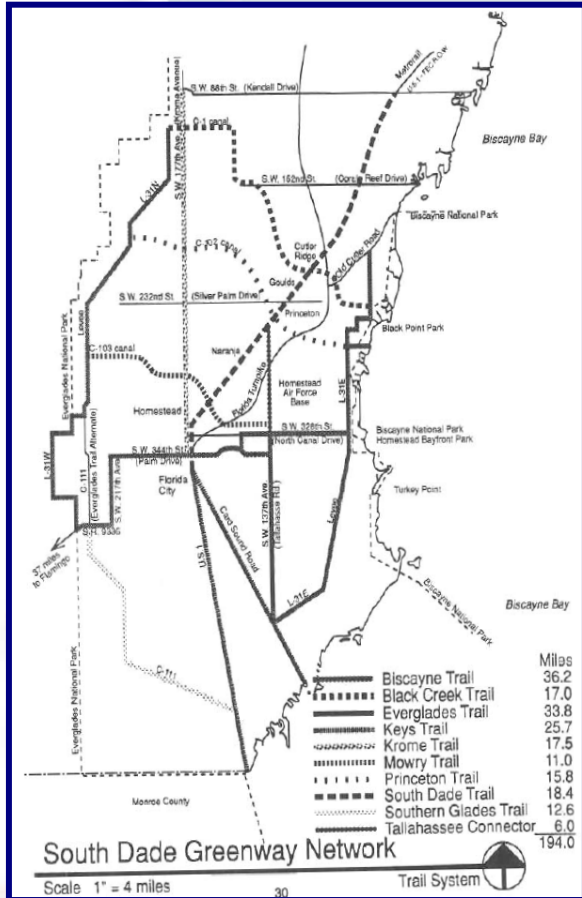 Metrorail
U.S. 1 - FEC ROW
S.W. 88th St. (Kendall Drive)
(Krome Avenue)
S.W. 177th Ave.
C-1 canal
Biscayne Bay
S.W. 152nd St. (Coral Reef Drive)
L-31N
Biscayne National Park
C-102 canal
Cutler
Ridge
Old Cutler Road
Goulds
S.W. 232nd St. (Silver Palm Drive)
Princeton
Black Point Park
Levee
Everglades National Park
Naranja
C-103 canal
Florida Turnpike
Homestead
Air Force
Base
L-31E
Homestead
S.W. 328th St.
(North Canal Drive)
Biscayne National Park
Homestead Bayfront Park
S.W. 344th St.
(Palm Drive)
L-31W
C-111
(Everglades Trail Alternate)
S.W. 217th Ave.
Florida
City
Turkey Point
S.W. 137th Ave.
(Tallahasse Rd.)
Card Sound Road
U.S. 1
Levee
L-31E
S.R. 9336
37 miles
to Flamingo
Biscayne National
Park
Biscayne Bay
C-111
Everglades National Park
Monroe County
Miles
Biscayne Trail 36.2
Black Creek Trail 17.0
Everglades Trail 33.8
Keys Trail 25.7
Krome Trail 17.5
Mowry Trail 11.0
Princeton Trail 15.8
South Dade Trail 18.4
Southern Glades Trail 12.6
Tallahassee Connector 6.0
194.0
South Dade Greenway Network
Scale 1" = 4 miles
30
Trail System